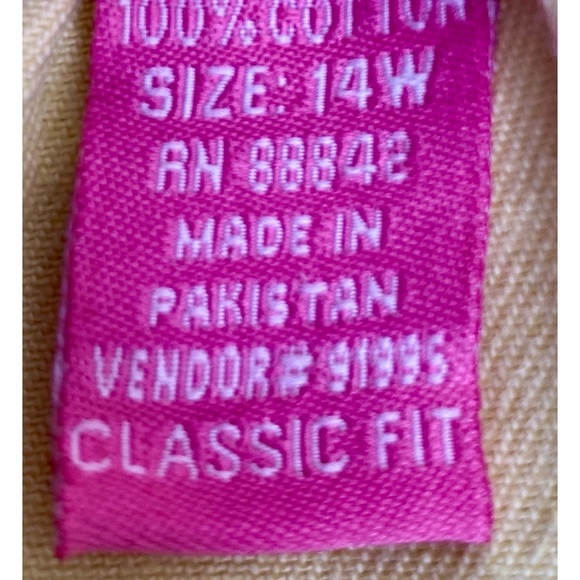 100% COTTON
SIZE: 14W
RN 88842
MADE IN
PAKISTAN
VENDOR# 91995
CLASSIC FIT